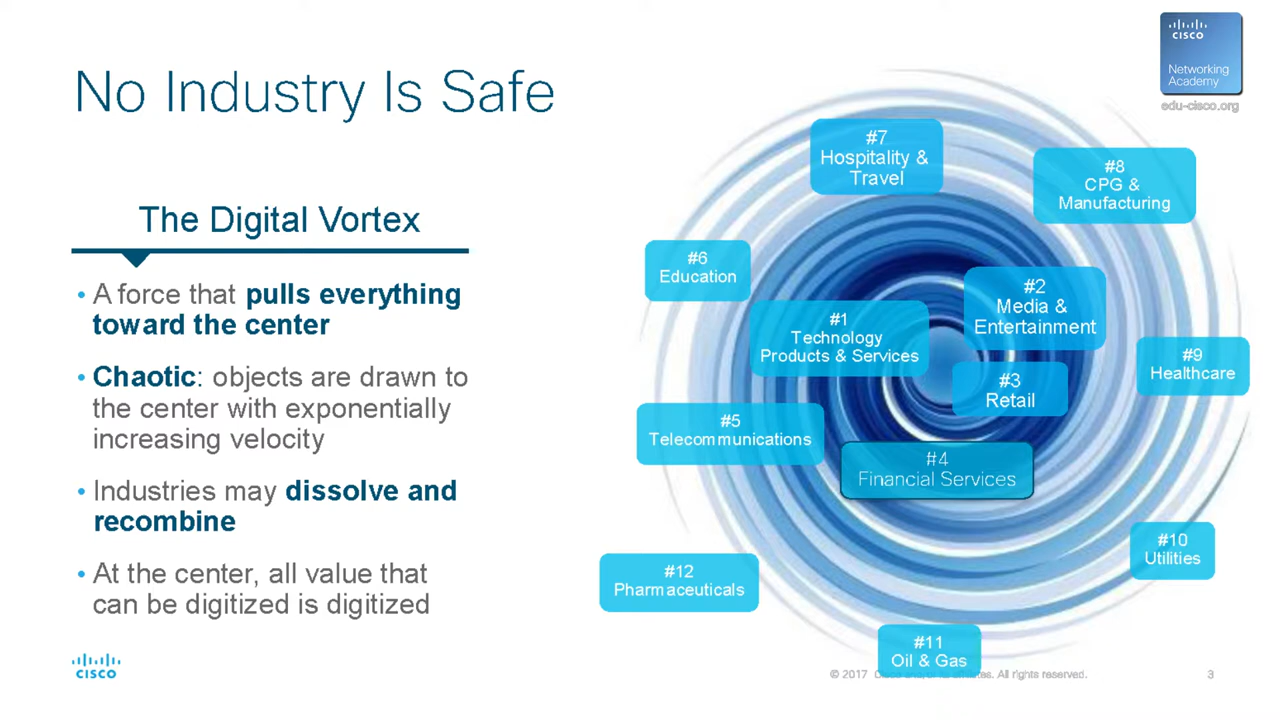 CISCO
Networking
Academy
edu-cisco.org
No Industry Is Safe
The Digital Vortex
• A force that pulls everything
toward the center
• Chaotic: objects are drawn to
the center with exponentially
increasing velocity
• Industries may dissolve and
recombine
• At the center, all value that
can be digitized is digitized
#7
Hospitality &
Travel
#8
CPG &
Manufacturing
#6
Education
#2
Media &
Entertainment
#1
Technology
Products & Services
#9
Healthcare
#3
Retail
#5
Telecommunications
#4
Financial Services
#10
Utilities
#12
Pharmaceuticals
#11
Oil & Gas
CISCO
© 2017 All rights reserved.
3